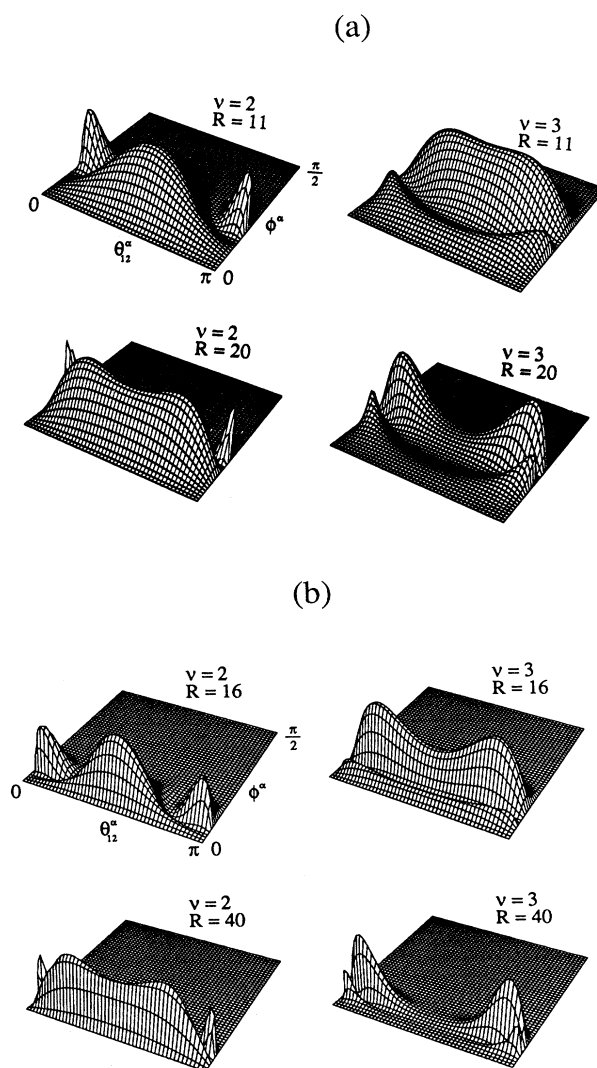 (a)
ν = 2
R = 11
ν = 3
R = 11
π/2
0
θ₁₂^α
φ^α
π 0
ν = 2
R = 20
ν = 3
R = 20
(b)
ν = 2
R = 16
ν = 3
R = 16
π/2
0
θ₁₂^α
φ^α
π 0
ν = 2
R = 40
ν = 3
R = 40